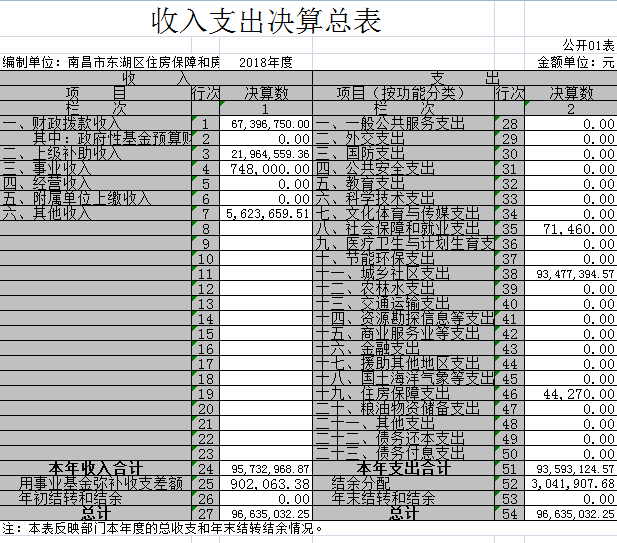 收入支出决算总表
公开01表
编制单位：南昌市东湖区住房保障和房 2018年度 金额单位：元
收 入 支 出
项 目 行次 决算数 项目（按功能分类） 行次 决算数
栏 次 1 栏 次 2
一、财政拨款收入 1 67,396,750.00 一、一般公共服务支出 28 0.00
其中：政府性基金预算财 2 0.00 二、外交支出 29 0.00
二、上级补助收入 3 21,964,559.36 三、国防支出 30 0.00
三、事业收入 4 748,000.00 四、公共安全支出 31 0.00
四、经营收入 5 0.00 五、教育支出 32 0.00
五、附属单位上缴收入 6 0.00 六、科学技术支出 33 0.00
六、其他收入 7 5,623,659.51 七、文化体育与传媒支出 34 0.00
8 八、社会保障和就业支出 35 71,460.00
9 九、医疗卫生与计划生育支 36 0.00
10 十、节能环保支出 37 0.00
11 十一、城乡社区支出 38 93,477,394.57
12 十二、农林水支出 39 0.00
13 十三、交通运输支出 40 0.00
14 十四、资源勘探信息等支出 41 0.00
15 十五、商业服务业等支出 42 0.00
16 十六、金融支出 43 0.00
17 十七、援助其他地区支出 44 0.00
18 十八、国土海洋气象等支出 45 0.00
19 十九、住房保障支出 46 44,270.00
20 二十、粮油物资储备支出 47 0.00
21 二十一、其他支出 48 0.00
22 二十二、债务还本支出 49 0.00
23 二十三、债务付息支出 50 0.00
本年收入合计 24 95,732,968.87 本年支出合计 51 93,593,124.57
用事业基金弥补收支差额 25 902,063.38 结余分配 52 3,041,907.68
年初结转和结余 26 0.00 年末结转和结余 53 0.00
总计 27 96,635,032.25 总计 54 96,635,032.25
注：本表反映部门本年度的总收支和年末结转结余情况。